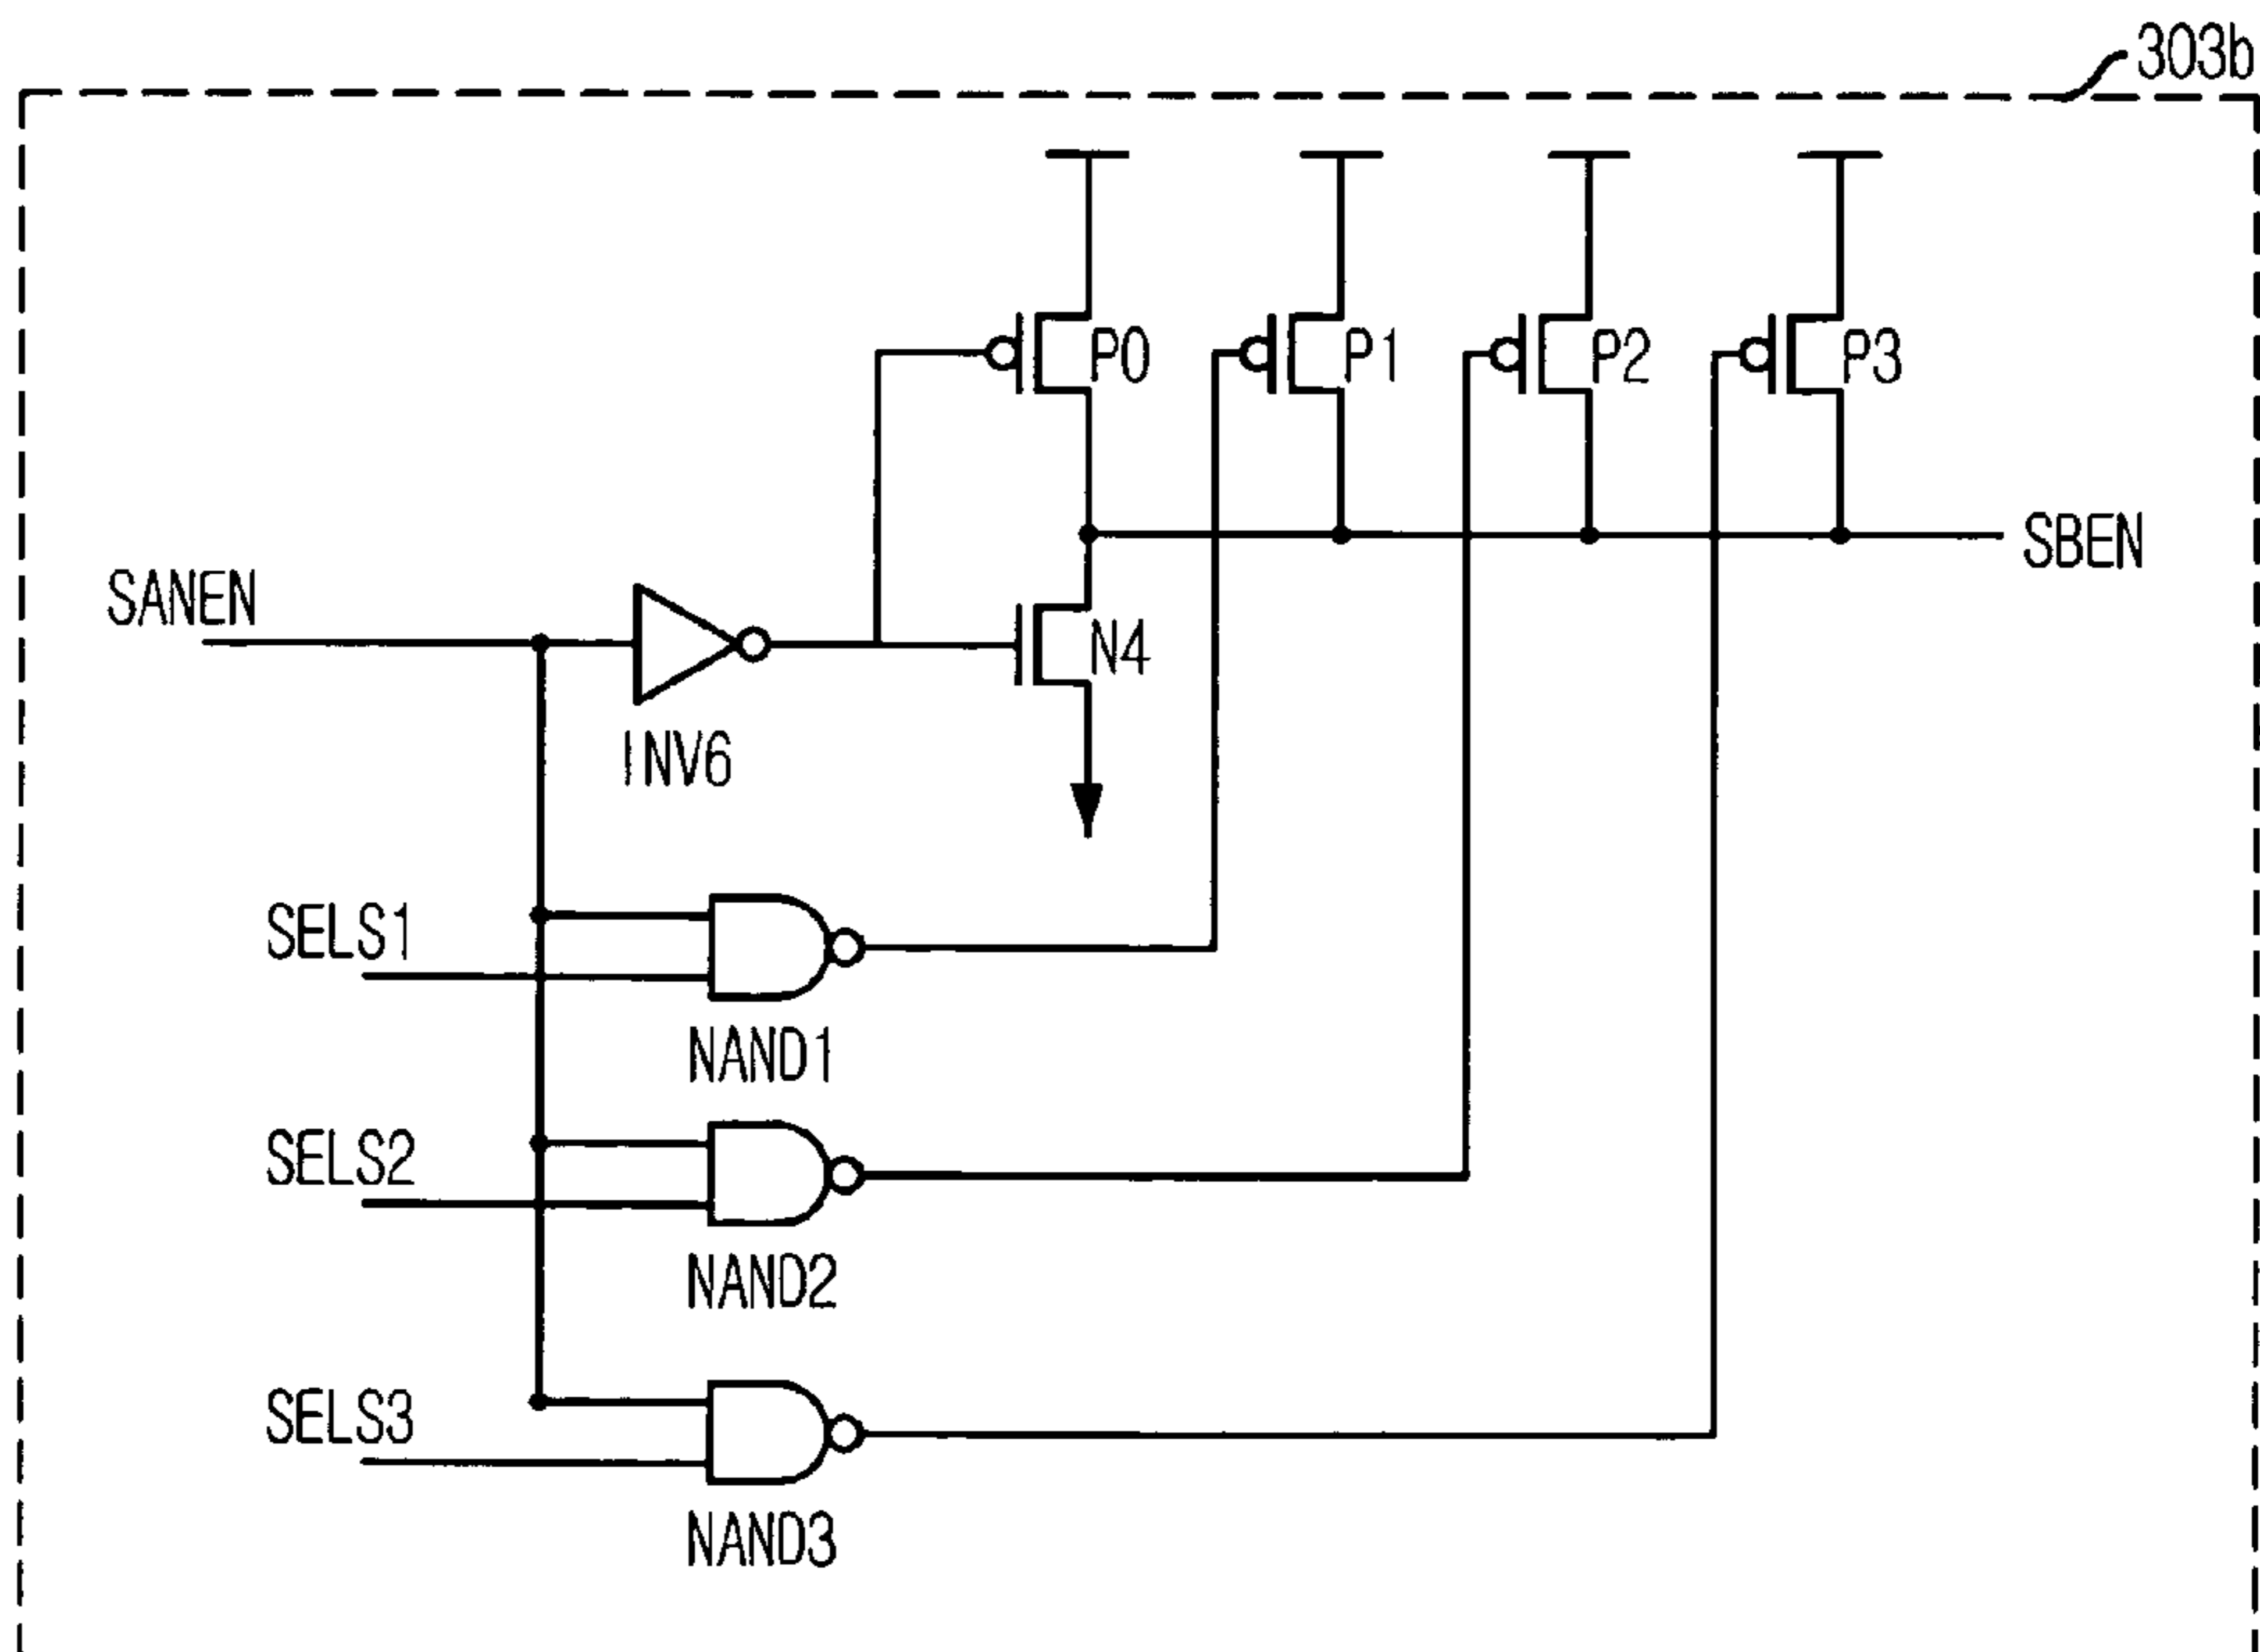 303b
P0
P1
P2
P3
SBEN
SANEN
N4
INV6
SELS1
NAND1
SELS2
NAND2
SELS3
NAND3